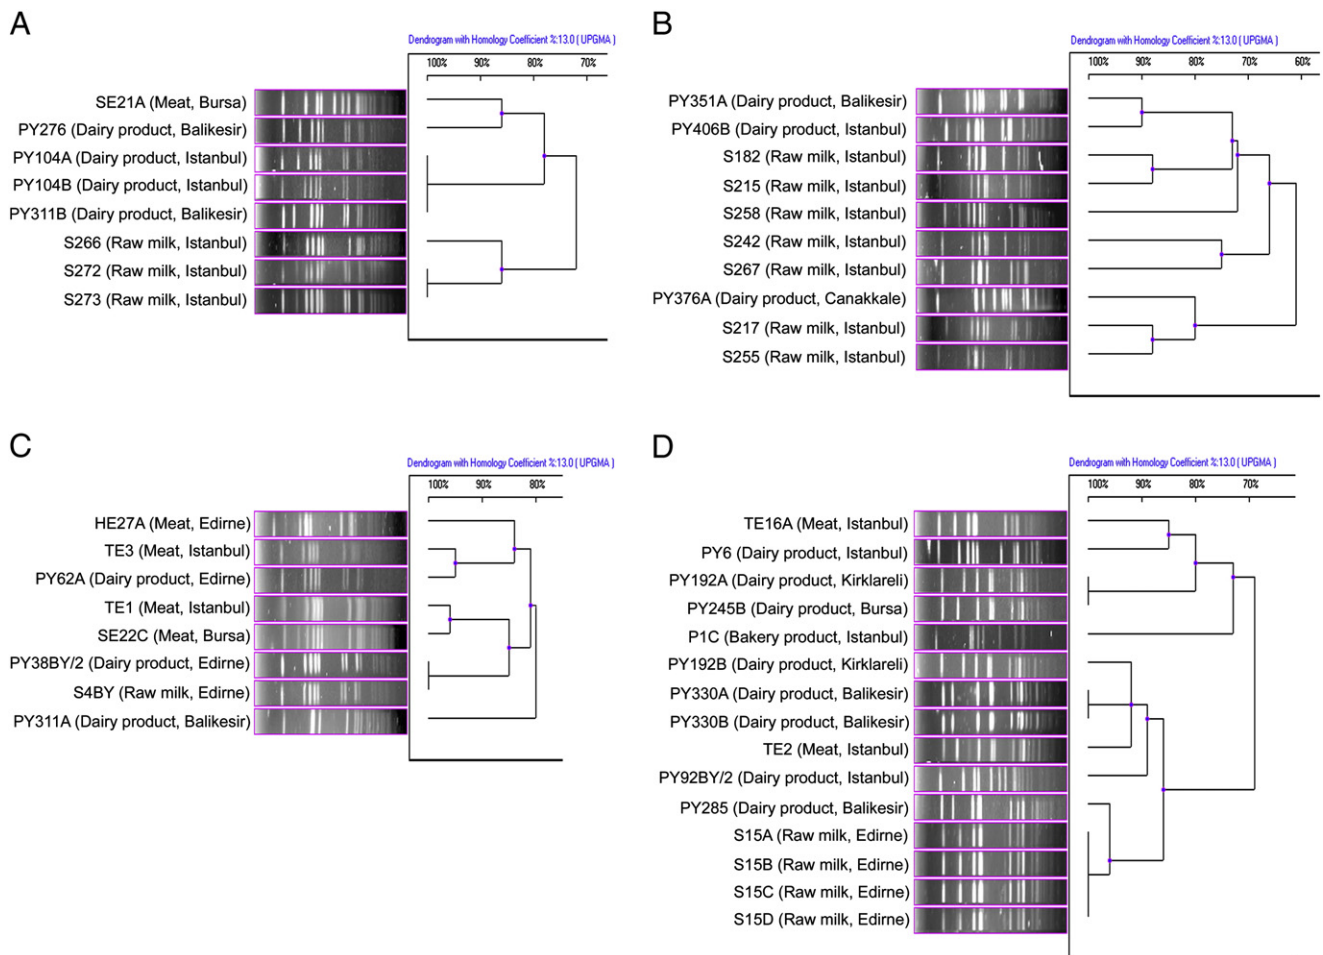 A
Dendrogram with Homology Coefficient %:13.0 ( UPGMA )
100% 90% 80% 70%
SE21A (Meat, Bursa)
PY276 (Dairy product, Balikesir)
PY104A (Dairy product, Istanbul)
PY104B (Dairy product, Istanbul)
PY311B (Dairy product, Balikesir)
S266 (Raw milk, Istanbul)
S272 (Raw milk, Istanbul)
S273 (Raw milk, Istanbul)
B
Dendrogram with Homology Coefficient %:13.0 ( UPGMA )
100% 90% 80% 70% 60%
PY351A (Dairy product, Balikesir)
PY406B (Dairy product, Istanbul)
S182 (Raw milk, Istanbul)
S215 (Raw milk, Istanbul)
S258 (Raw milk, Istanbul)
S242 (Raw milk, Istanbul)
S267 (Raw milk, Istanbul)
PY376A (Dairy product, Canakkale)
S217 (Raw milk, Istanbul)
S255 (Raw milk, Istanbul)
C
Dendrogram with Homology Coefficient %:13.0 ( UPGMA )
100% 90% 80%
HE27A (Meat, Edirne)
TE3 (Meat, Istanbul)
PY62A (Dairy product, Edirne)
TE1 (Meat, Istanbul)
SE22C (Meat, Bursa)
PY38BY/2 (Dairy product, Edirne)
S4BY (Raw milk, Edirne)
PY311A (Dairy product, Balikesir)
D
Dendrogram with Homology Coefficient %:13.0 ( UPGMA )
100% 90% 80% 70%
TE16A (Meat, Istanbul)
PY6 (Dairy product, Istanbul)
PY192A (Dairy product, Kirklareli)
PY245B (Dairy product, Bursa)
P1C (Bakery product, Istanbul)
PY192B (Dairy product, Kirklareli)
PY330A (Dairy product, Balikesir)
PY330B (Dairy product, Balikesir)
TE2 (Meat, Istanbul)
PY92BY/2 (Dairy product, Istanbul)
PY285 (Dairy product, Balikesir)
S15A (Raw milk, Edirne)
S15B (Raw milk, Edirne)
S15C (Raw milk, Edirne)
S15D (Raw milk, Edirne)